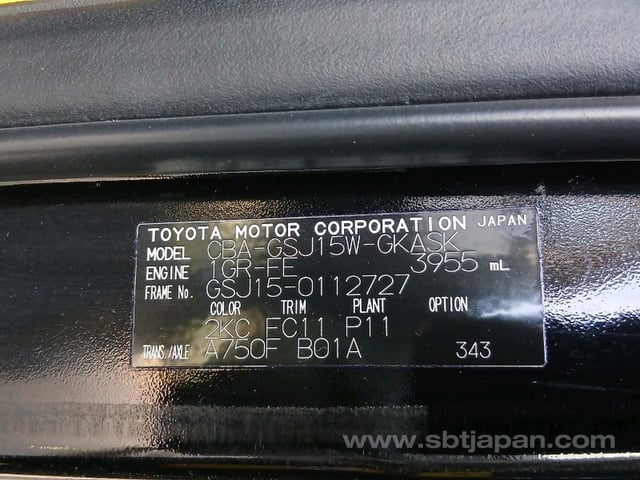 TOYOTA MOTOR CORPORATION JAPAN
MODEL CBA-GSJ15W-GKASK
ENGINE 1GR-FE 3955 mL
FRAME No. GSJ15-0112727
COLOR TRIM PLANT OPTION
2KC FC11 P11
TRANS./AXLE A750F B01A 343
www.sbtjapan.com